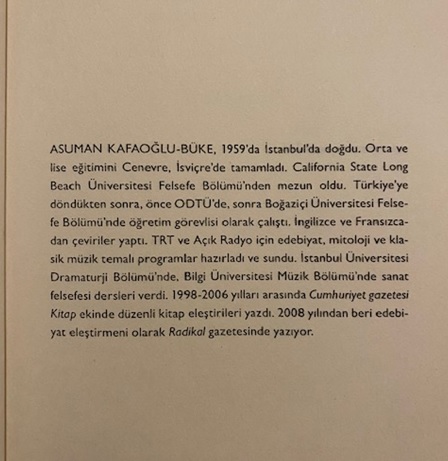 ASUMAN KAFAOĞLU-BÜKE, 1959'da İstanbul'da doğdu. Orta ve
lise eğitimini Cenevre, İsviçre'de tamamladı. California State Long
Beach Üniversitesi Felsefe Bölümü'nden mezun oldu. Türkiye'ye
döndükten sonra, önce ODTÜ'de, sonra Boğaziçi Üniversitesi Felse-
fe Bölümü'nde öğretim görevlisi olarak çalıştı. İngilizce ve Fransızca-
dan çeviriler yaptı. TRT ve Açık Radyo için edebiyat, mitoloji ve kla-
sik müzik temalı programlar hazırladı ve sundu. İstanbul Üniversitesi
Dramaturji Bölümü'nde, Bilgi Üniversitesi Müzik Bölümü'nde sanat
felsefesi dersleri verdi. 1998-2006 yılları arasında Cumhuriyet gazetesi
Kitap ekinde düzenli kitap eleştirileri yazdı. 2008 yılından beri edebi-
yat eleştirmeni olarak Radikal gazetesinde yazıyor.